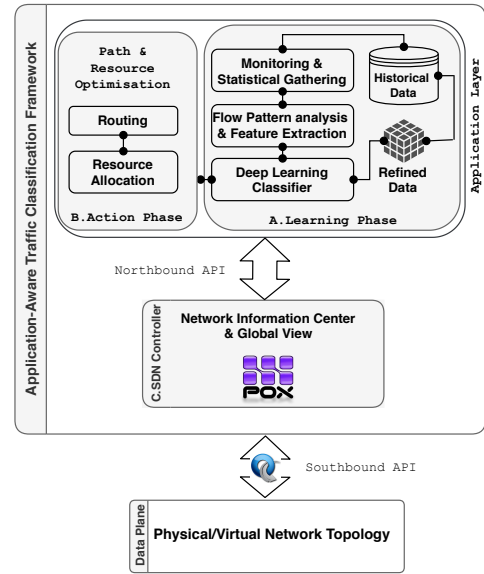 Application-Aware Traffic Classification Framework
Application Layer
Path &
Resource
Optimisation
Routing
Resource
Allocation
B.Action Phase
Monitoring &
Statistical Gathering
Historical
Data
Flow Pattern analysis
& Feature Extraction
Deep Learning
Classifier
Refined
Data
A.Learning Phase
Northbound API
C.SDN Controller
Network Information Center
& Global View
POX
Southbound API
Data Plane
Physical/Virtual Network Topology